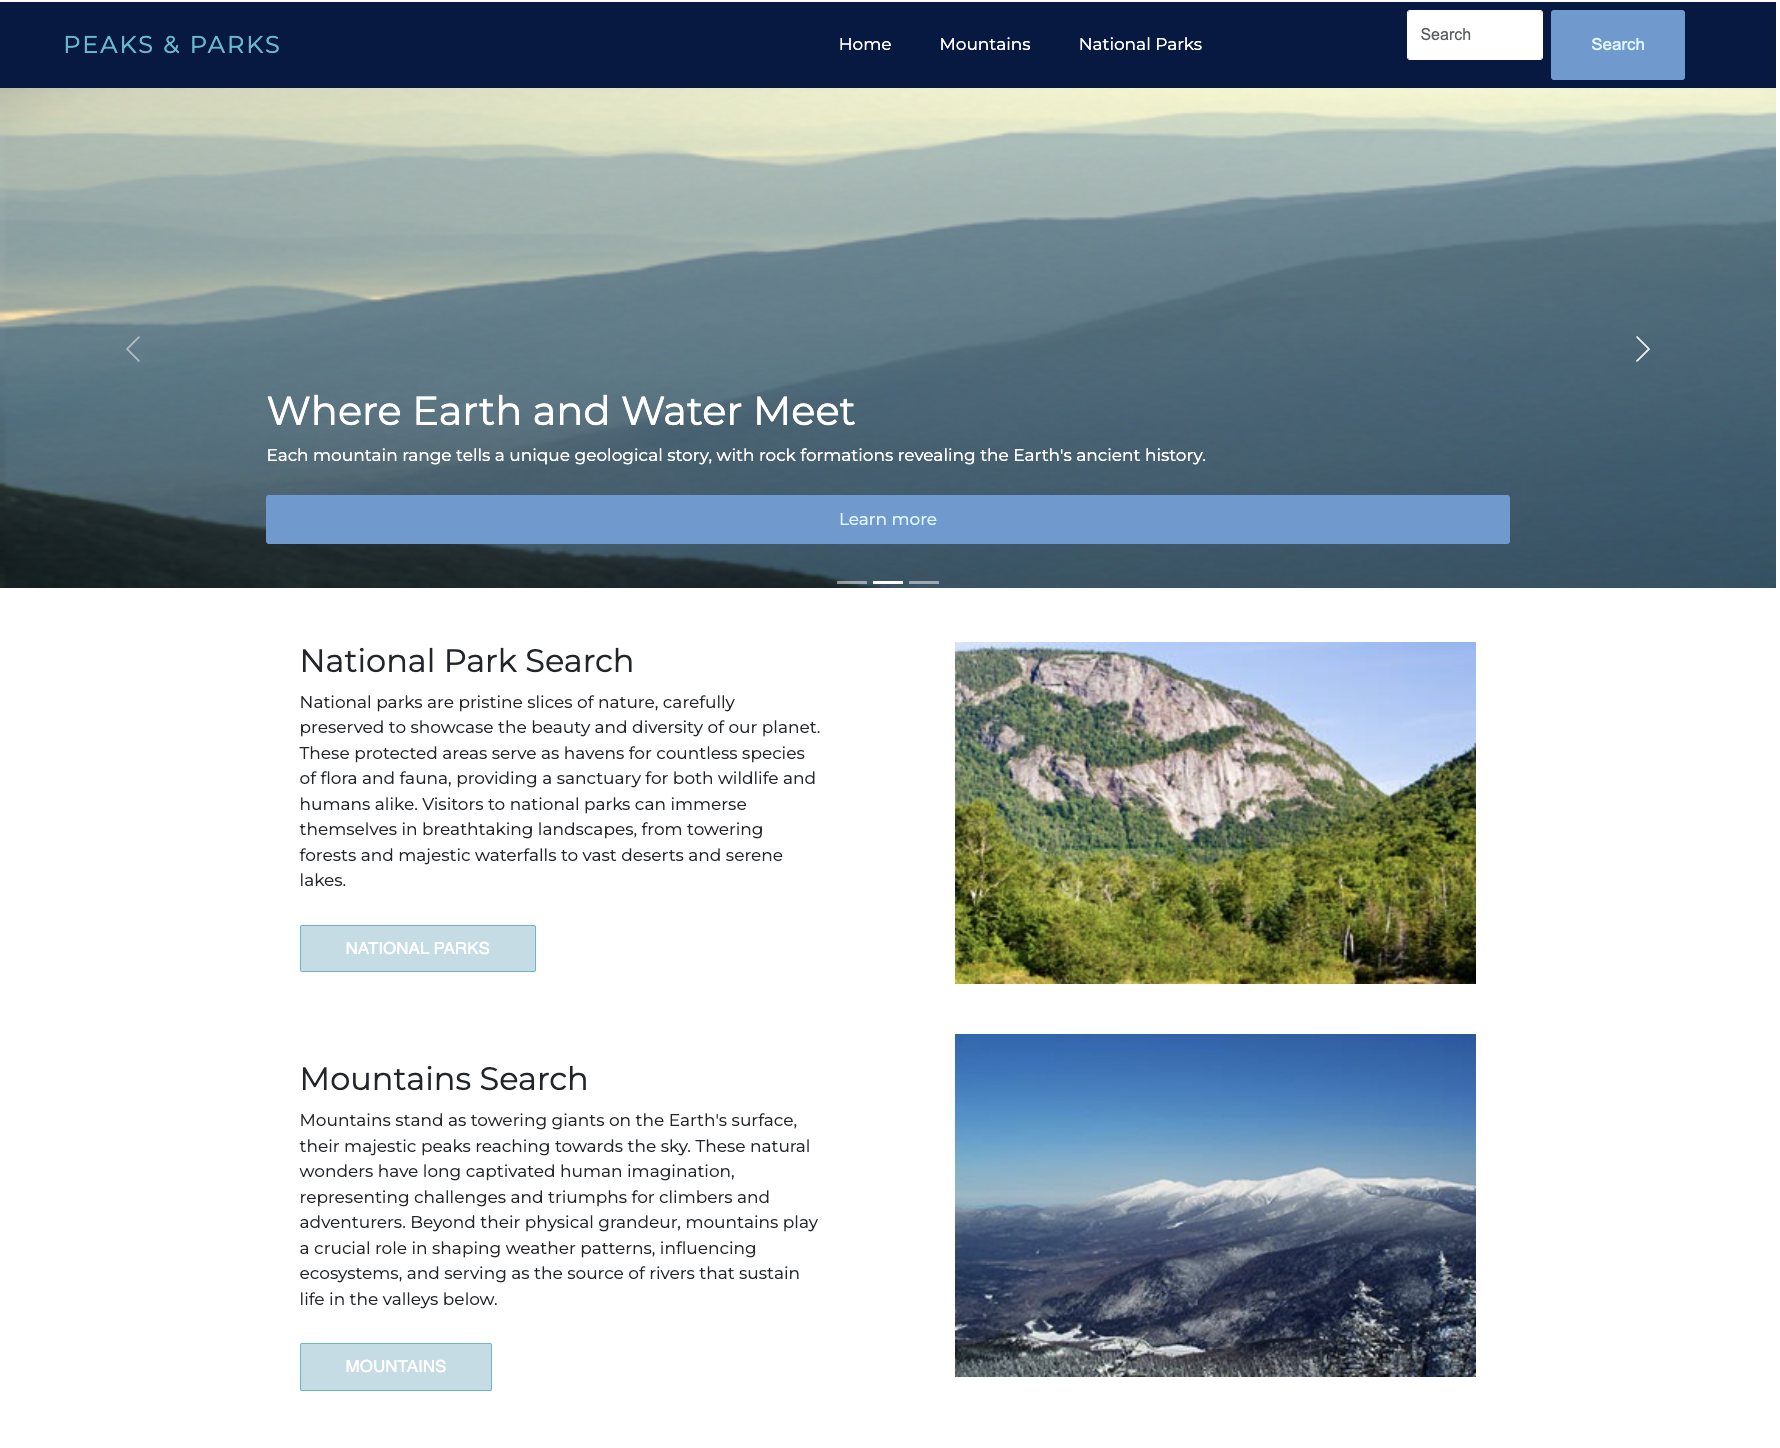 PEAKS & PARKS
Home
Mountains
National Parks
Search
Search
Where Earth and Water Meet
Each mountain range tells a unique geological story, with rock formations revealing the Earth's ancient history.
Learn more
National Park Search
National parks are pristine slices of nature, carefully
preserved to showcase the beauty and diversity of our planet.
These protected areas serve as havens for countless species
of flora and fauna, providing a sanctuary for both wildlife and
humans alike. Visitors to national parks can immerse
themselves in breathtaking landscapes, from towering
forests and majestic waterfalls to vast deserts and serene
lakes.
NATIONAL PARKS
Mountains Search
Mountains stand as towering giants on the Earth's surface,
their majestic peaks reaching towards the sky. These natural
wonders have long captivated human imagination,
representing challenges and triumphs for climbers and
adventurers. Beyond their physical grandeur, mountains play
a crucial role in shaping weather patterns, influencing
ecosystems, and serving as the source of rivers that sustain
life in the valleys below.
MOUNTAINS